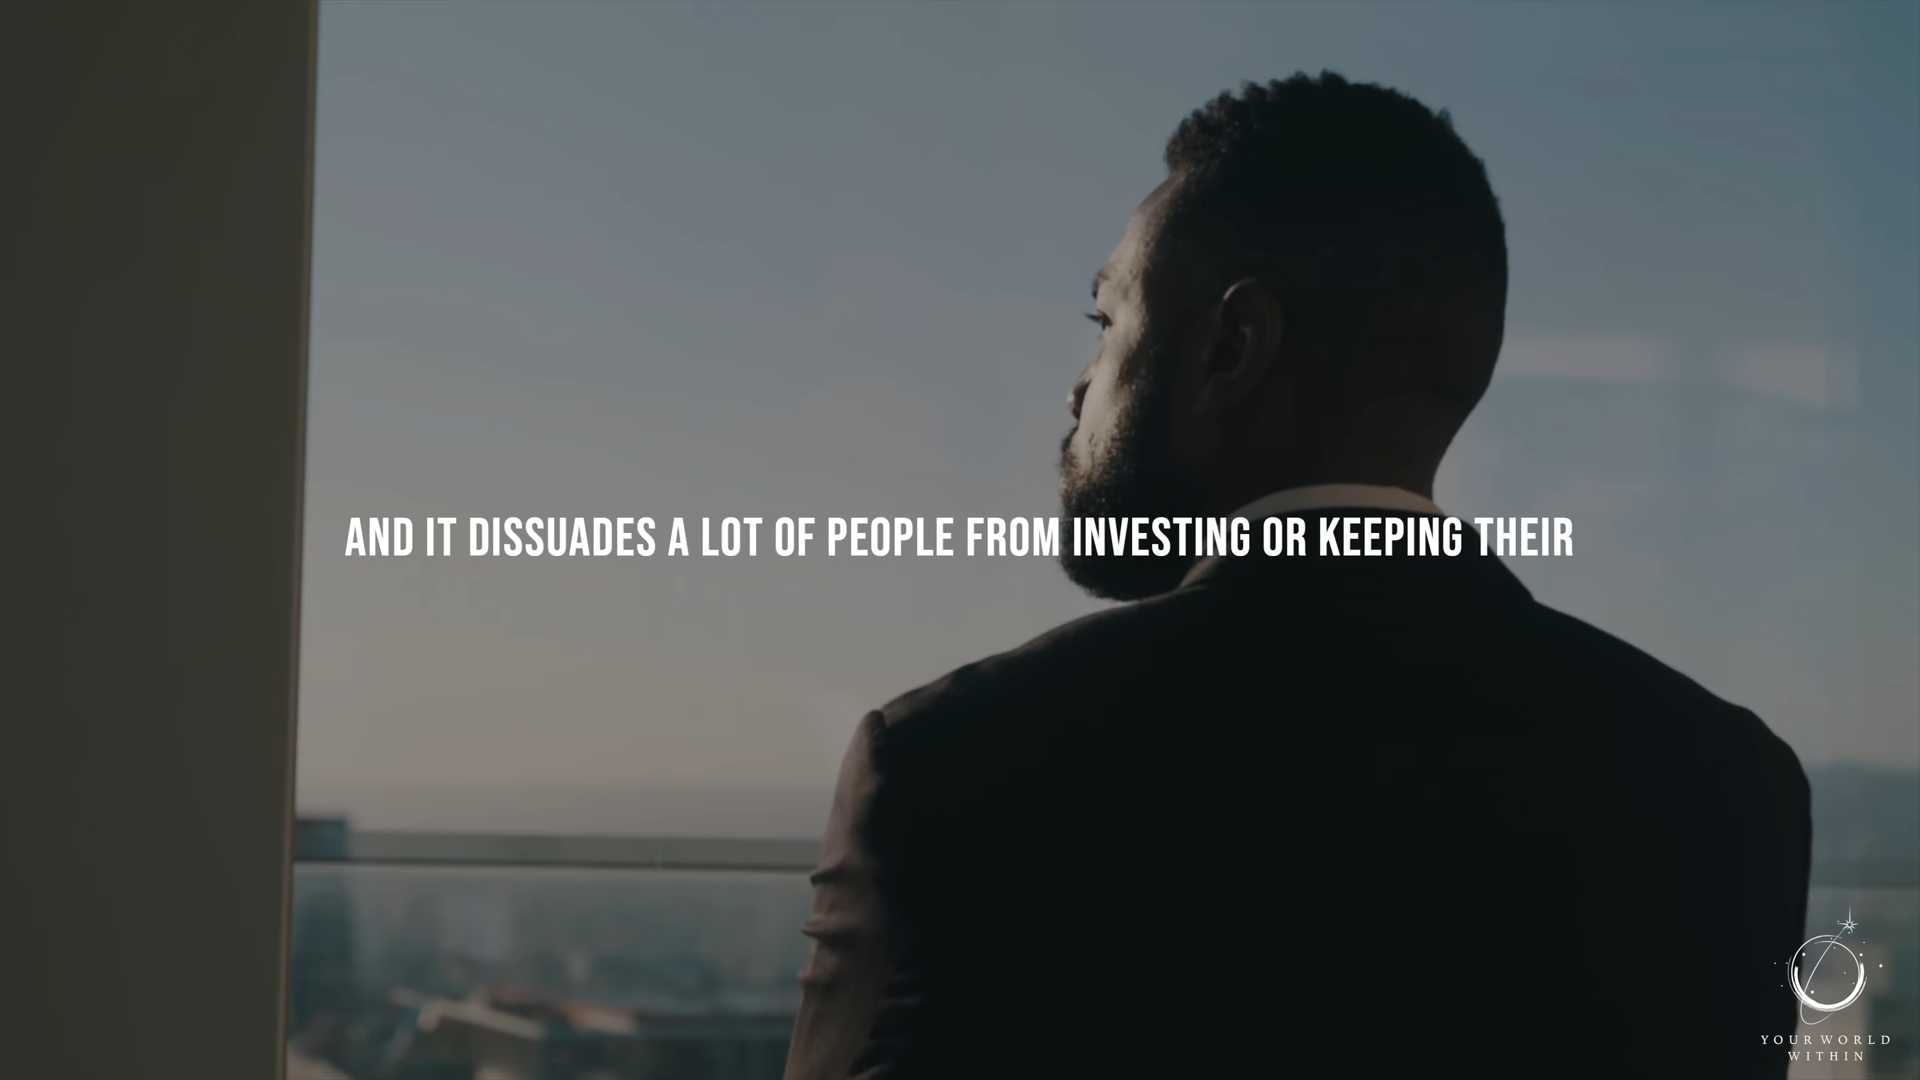 AND IT DISSUADES A LOT OF PEOPLE FROM INVESTING OR KEEPING THEIR
YOUR WORLD
WITHIN